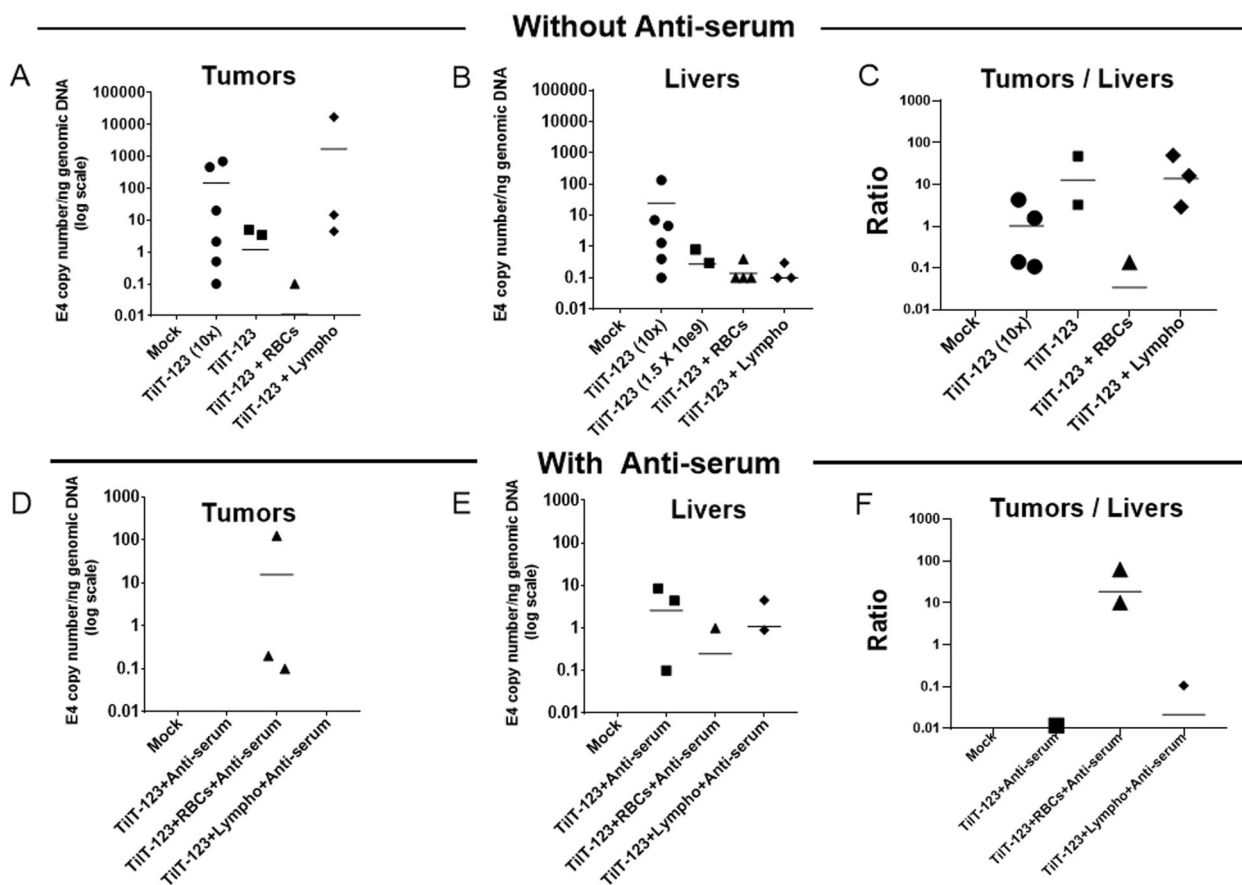 Without Anti-serum
A
Tumors
E4 copy number/ng genomic DNA
(log scale)
100000
10000
1000
100
10
1
0.1
0.01
Mock
TilT-123 (10x)
TilT-123
TilT-123 + RBCs
TilT-123 + Lympho
B
Livers
E4 copy number/ng genomic DNA
(log scale)
100000
10000
1000
100
10
1
0.1
0.01
Mock
TilT-123 (10x)
TilT-123 (1.5 X 10e9)
TilT-123 + RBCs
TilT-123 + Lympho
C
Tumors / Livers
Ratio
1000
100
10
1
0.1
0.01
Mock
TilT-123 (10x)
TilT-123
TilT-123 + RBCs
TilT-123 + Lympho
With Anti-serum
D
Tumors
E4 copy number/ng genomic DNA
(log scale)
1000
100
10
1
0.1
0.01
Mock
TilT-123+Anti-serum
TilT-123+RBCs+Anti-serum
TilT-123+Lympho+Anti-serum
E
Livers
E4 copy number/ng genomic DNA
(log scale)
1000
100
10
1
0.1
0.01
Mock
TilT-123+Anti-serum
TilT-123+RBCs+Anti-serum
TilT-123+Lympho+Anti-serum
F
Tumors / Livers
Ratio
1000
100
10
1
0.1
0.01
Mock
TilT-123+Anti-serum
TilT-123+RBCs+Anti-serum
TilT-123+Lympho+Anti-serum